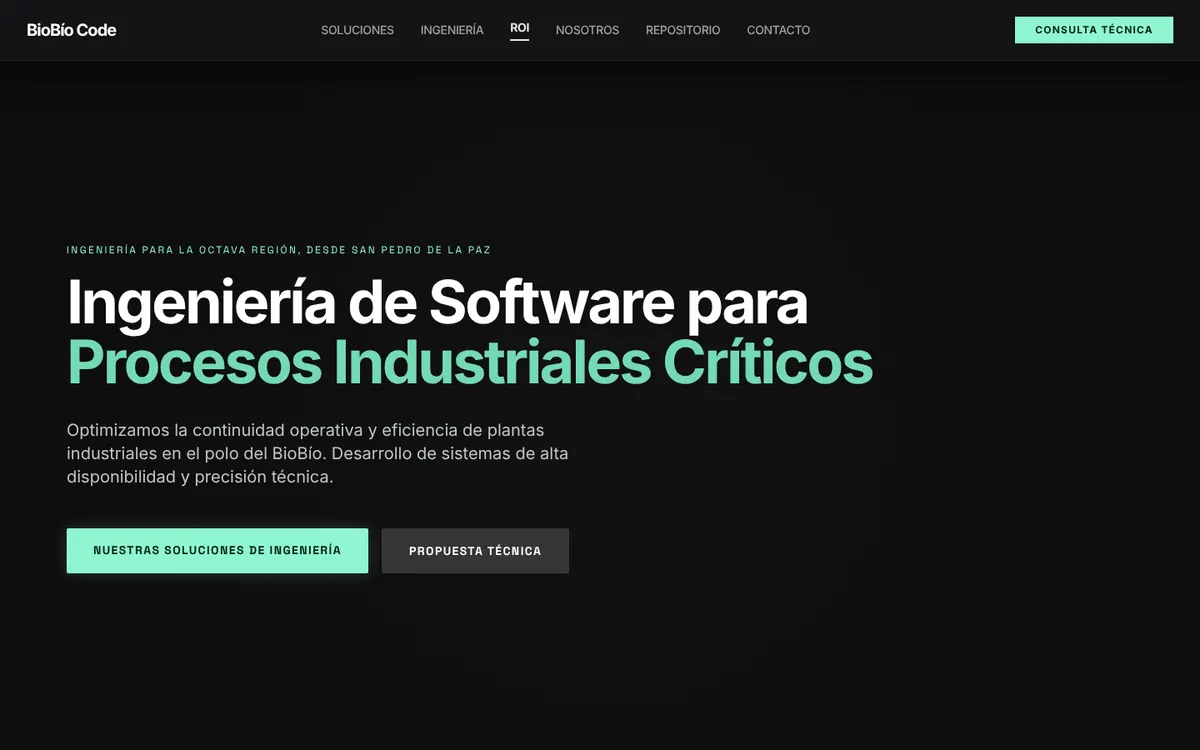 BioBío Code
SOLUCIONES
INGENIERÍA
ROI
NOSOTROS
REPOSITORIO
CONTACTO
CONSULTA TÉCNICA
INGENIERÍA PARA LA OCTAVA REGIÓN, DESDE SAN PEDRO DE LA PAZ
Ingeniería de Software para
Procesos Industriales Críticos
Optimizamos la continuidad operativa y eficiencia de plantas
industriales en el polo del BioBío. Desarrollo de sistemas de alta
disponibilidad y precisión técnica.
NUESTRAS SOLUCIONES DE INGENIERÍA
PROPUESTA TÉCNICA